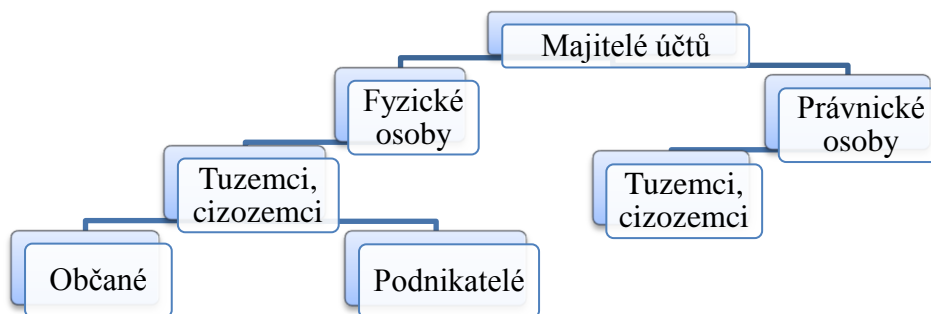 Majitelé účtů
Fyzické
osoby
Právnické
osoby
Tuzemci,
cizozemci
Tuzemci,
cizozemci
Občané
Podnikatelé